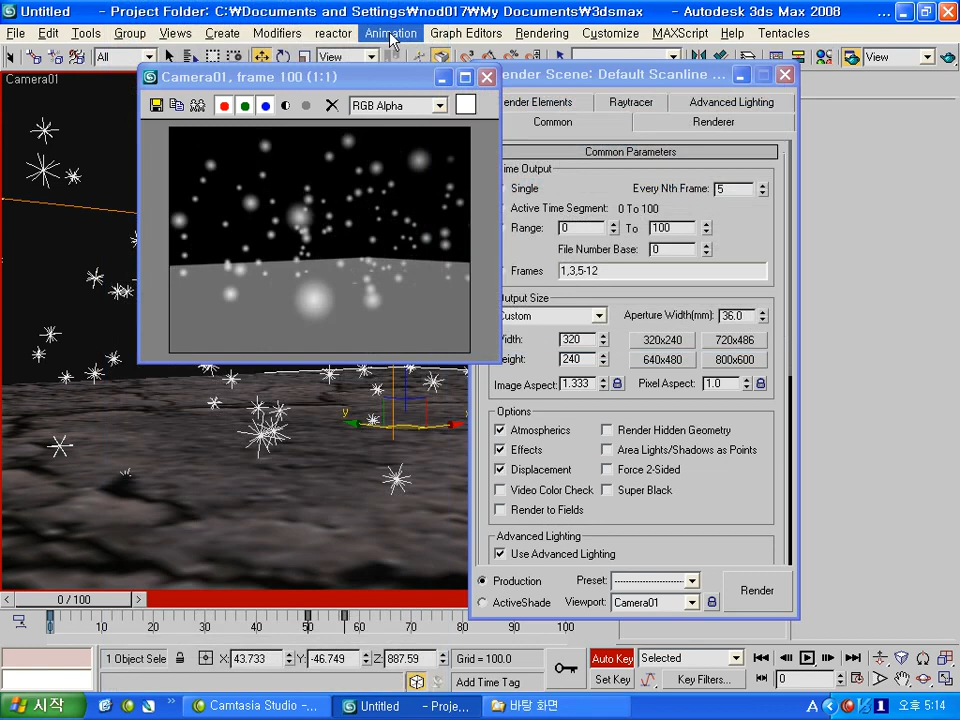 Untitled - Project Folder: C:₩Documents and Settings₩nod017₩My Documents₩3dsmax - Autodesk 3ds Max 2008 ...
File Edit Tools Group Views Create Modifiers reactor Animation Graph Editors Rendering Customize MAXScript Help Tentacles
All View View
Camera01
Camera01, frame 100 (1:1)
RGB Alpha
ender Scene: Default Scanline ...
ender Elements Raytracer Advanced Lighting
Common Renderer
Common Parameters
ime Output
Single Every Nth Frame: 5
Active Time Segment: 0 To 100
Range: 0 To 100
File Number Base: 0
Frames 1,3,5-12
utput Size
Custom Aperture Width(mm): 36.0
idth: 320 320x240 720x486
eight: 240 640x480 800x600
Image Aspect: 1.333 Pixel Aspect: 1.0
Options
Atmospherics Render Hidden Geometry
Effects Area Lights/Shadows as Points
Displacement Force 2-Sided
Video Color Check Super Black
Render to Fields
Advanced Lighting
Use Advanced Lighting
Production Preset: Render
ActiveShade Viewport: Camera01
y
0 / 100
10 20 30 40 50 60 70 80 90 100
1 Object Sele X: 43.733 Y: -46.749 Z: 887.59 Grid = 100.0 Auto Key Selected
Add Time Tag Set Key Key Filters... 0
시작 Camtasia Studio -... Untitled - Proje... 바탕 화면 A 오후 5:14